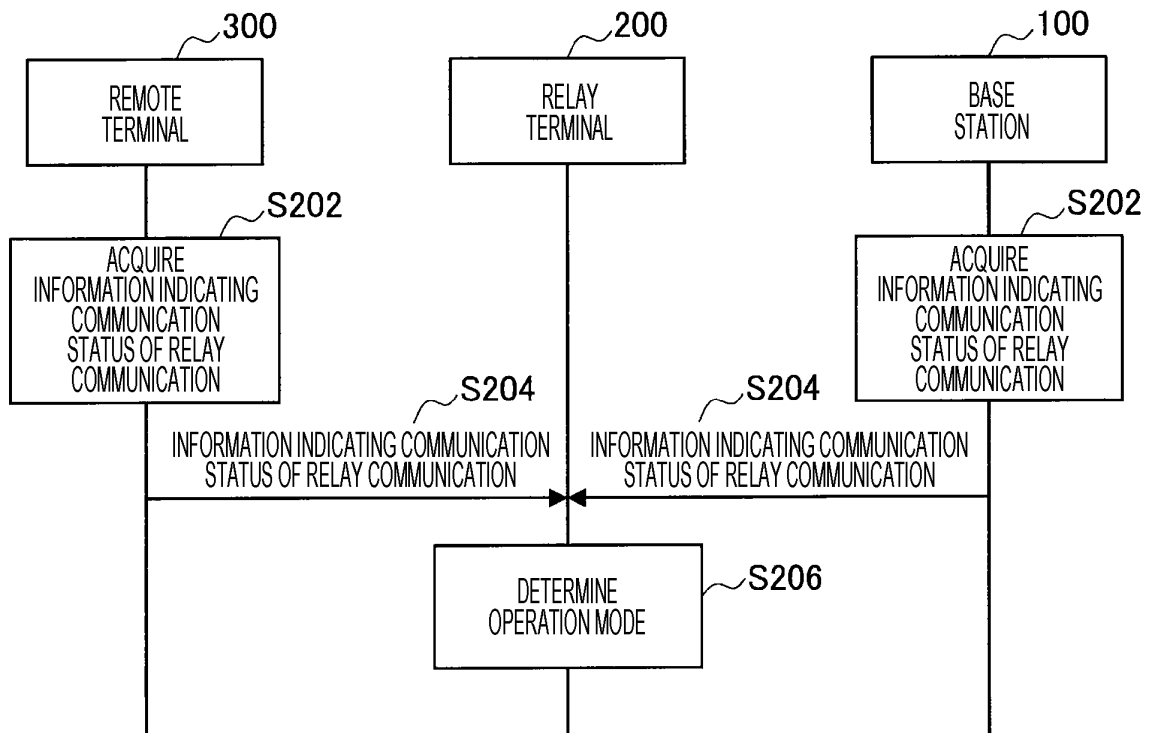 300
200
100
REMOTE
TERMINAL
RELAY
TERMINAL
BASE
STATION
S202
S202
ACQUIRE
INFORMATION INDICATING
COMMUNICATION
STATUS OF RELAY
COMMUNICATION
ACQUIRE
INFORMATION INDICATING
COMMUNICATION
STATUS OF RELAY
COMMUNICATION
S204
INFORMATION INDICATING COMMUNICATION
STATUS OF RELAY COMMUNICATION
S204
INFORMATION INDICATING COMMUNICATION
STATUS OF RELAY COMMUNICATION
S206
DETERMINE
OPERATION MODE